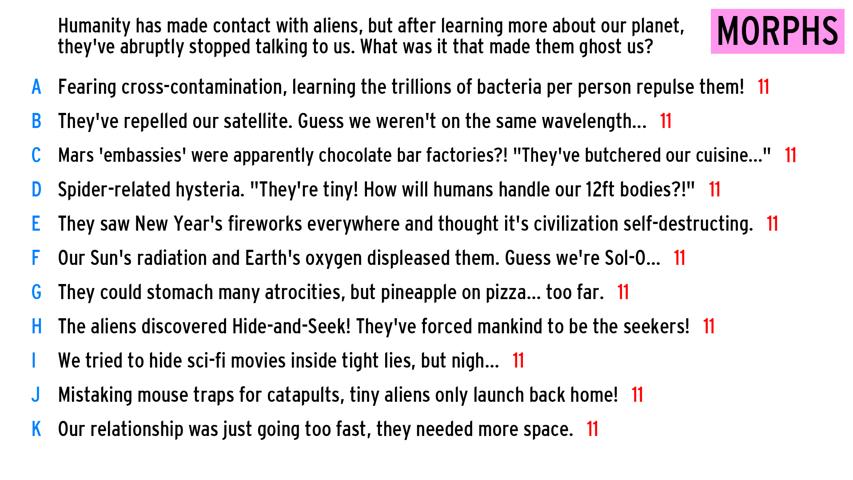 Humanity has made contact with aliens, but after learning more about our planet,
they've abruptly stopped talking to us. What was it that made them ghost us?
MORPHS
A Fearing cross-contamination, learning the trillions of bacteria per person repulse them! 11
B They've repelled our satellite. Guess we weren't on the same wavelength... 11
C Mars 'embassies' were apparently chocolate bar factories?! "They've butchered our cuisine..." 11
D Spider-related hysteria. "They're tiny! How will humans handle our 12ft bodies?!" 11
E They saw New Year's fireworks everywhere and thought it's civilization self-destructing. 11
F Our Sun's radiation and Earth's oxygen displeased them. Guess we're Sol-O... 11
G They could stomach many atrocities, but pineapple on pizza... too far. 11
H The aliens discovered Hide-and-Seek! They've forced mankind to be the seekers! 11
I We tried to hide sci-fi movies inside tight lies, but nigh... 11
J Mistaking mouse traps for catapults, tiny aliens only launch back home! 11
K Our relationship was just going too fast, they needed more space. 11